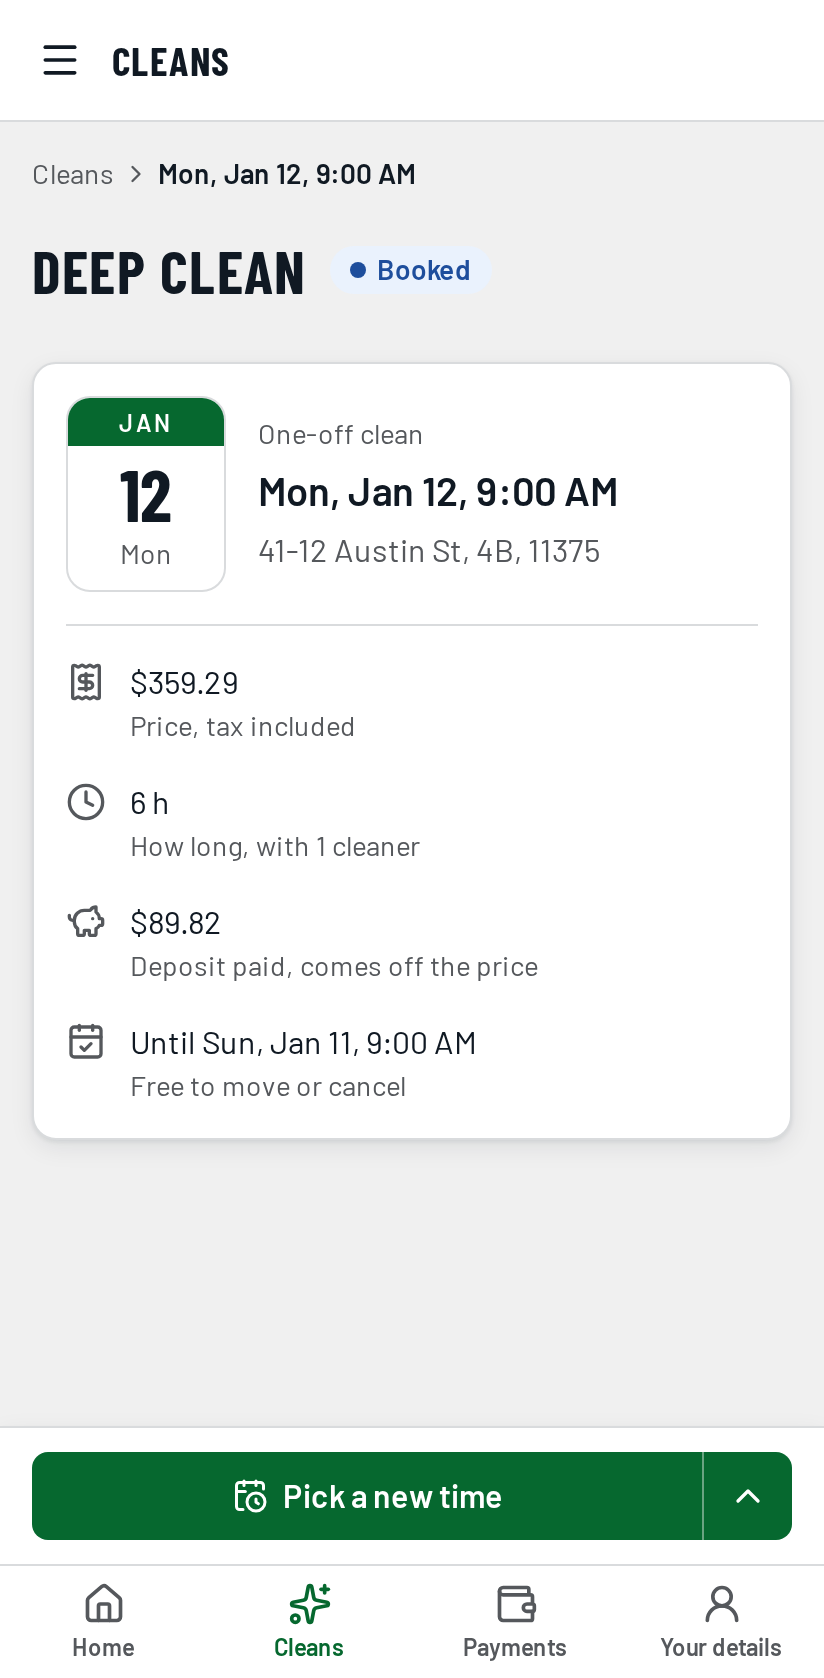 CLEANS
Cleans > Mon, Jan 12, 9:00 AM
DEEP CLEAN
Booked
JAN
12
Mon
One-off clean
Mon, Jan 12, 9:00 AM
41-12 Austin St, 4B, 11375
$359.29
Price, tax included
6 h
How long, with 1 cleaner
$89.82
Deposit paid, comes off the price
Until Sun, Jan 11, 9:00 AM
Free to move or cancel
Pick a new time
Home
Cleans
Payments
Your details